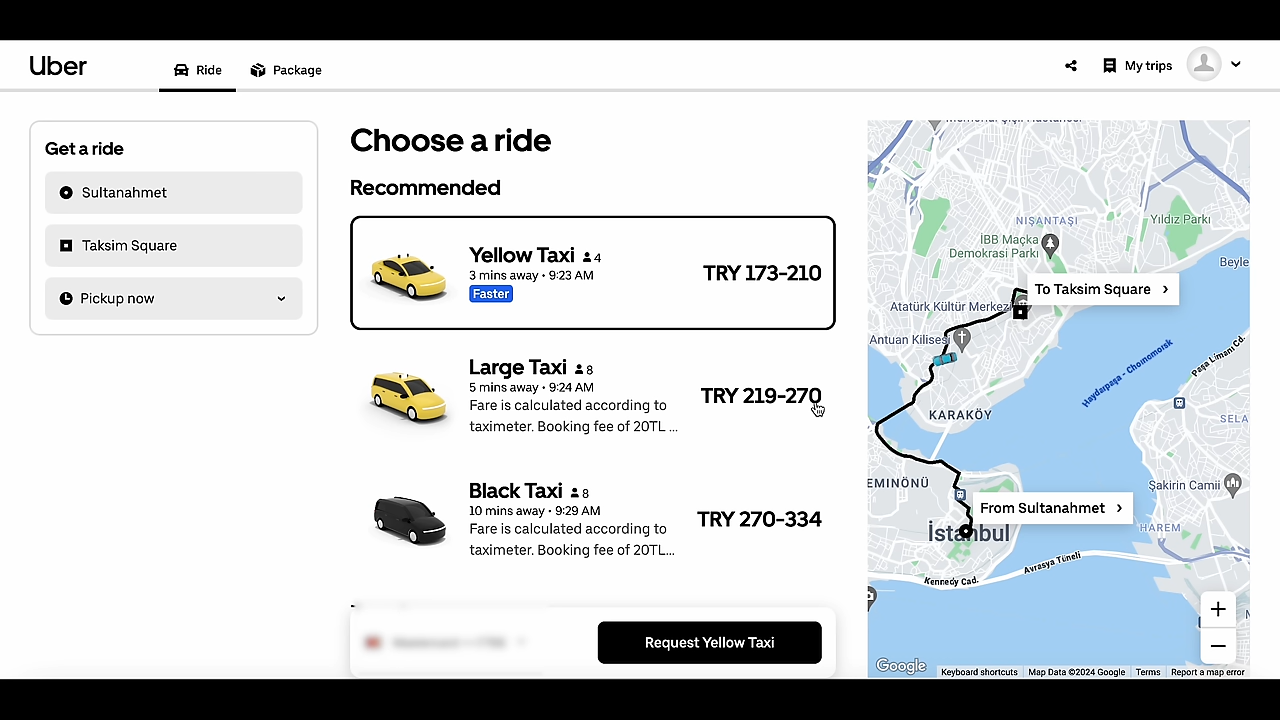 Uber
Ride
Package
My trips
Get a ride
Sultanahmet
Taksim Square
Pickup now
Choose a ride
Recommended
Yellow Taxi 4
3 mins away • 9:23 AM
Faster
TRY 173-210
Large Taxi 8
5 mins away • 9:24 AM
Fare is calculated according to
taximeter. Booking fee of 20TL ...
TRY 219-270
Black Taxi 8
10 mins away • 9:29 AM
Fare is calculated according to
taximeter. Booking fee of 20TL...
TRY 270-334
Request Yellow Taxi
NIŞANTAŞI
Yıldız Parkı
İBB Maçka
Demokrasi Parkı
Beyle
To Taksim Square
Atatürk Kültür Merkezi
Antuan Kilisesi
Haydarpaşa - Chornomorsk
Paşa Limanı Cd.
KARAKÖY
SELA
EMINÖNÜ
Şakirin Camii
From Sultanahmet
HAREM
İstanbul
Avrasya Tüneli
Kennedy Cad.
+
−
Google
Keyboard shortcuts
Map Data ©2024 Google
Terms
Report a map error